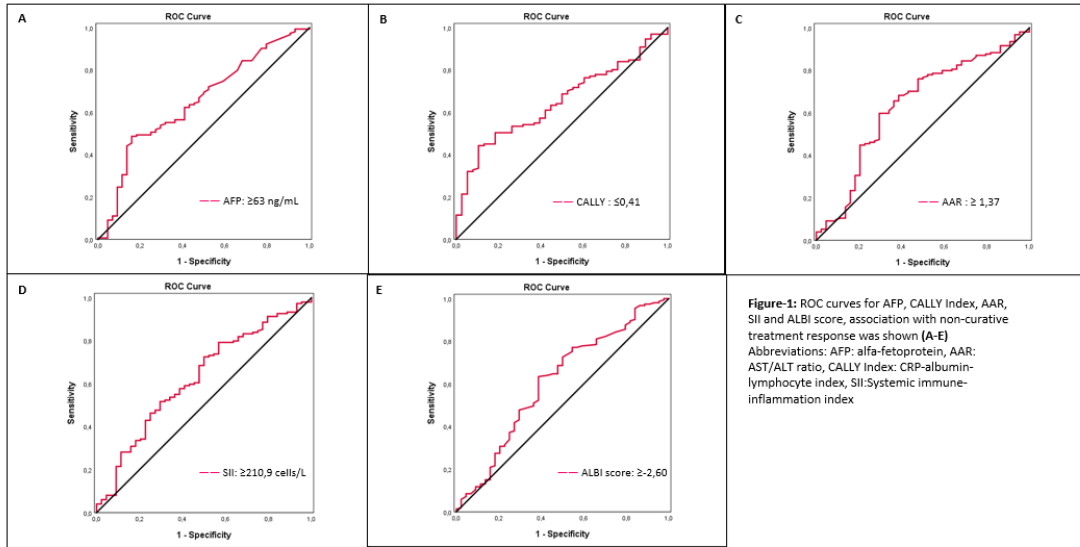 A
ROC Curve
1,0
0,8
0,6
0,4
0,2
0,0
Sensitivity
AFP: ≥63 ng/mL
0,0 0,2 0,4 0,6 0,8 1,0
1 - Specificity
B
ROC Curve
1,0
0,8
0,6
0,4
0,2
0,0
Sensitivity
CALLY : ≤0,41
0,0 0,2 0,4 0,6 0,8 1,0
1 - Specificity
C
ROC Curve
1,0
0,8
0,6
0,4
0,2
0,0
Sensitivity
AAR : ≥ 1,37
0,0 0,2 0,4 0,6 0,8 1,0
1 - Specificity
D
ROC Curve
1,0
0,8
0,6
0,4
0,2
0,0
Sensitivity
SII: ≥210,9 cells/L
0,0 0,2 0,4 0,6 0,8 1,0
1 - Specificity
E
ROC Curve
1,0
0,8
0,6
0,4
0,2
0,0
Sensitivity
ALBI score: ≥-2,60
0,0 0,2 0,4 0,6 0,8 1,0
1 - Specificity
Figure-1: ROC curves for AFP, CALLY Index, AAR,
SII and ALBI score, association with non-curative
treatment response was shown (A-E)
Abbreviations: AFP: alfa-fetoprotein, AAR:
AST/ALT ratio, CALLY Index: CRP-albumin-
lymphocyte index, SII:Systemic immune-
inflammation index